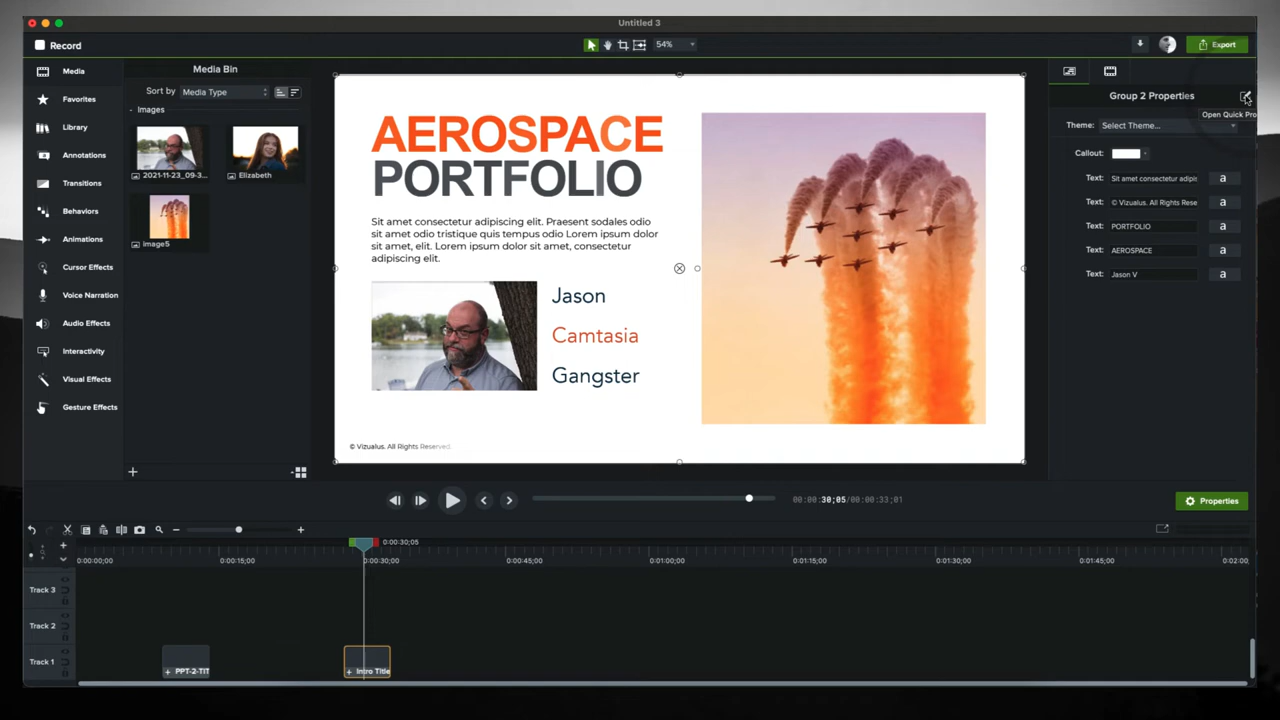 Untitled 3
Record
54%
Export
Media
Favorites
Library
Annotations
Transitions
Behaviors
Animations
Cursor Effects
Voice Narration
Audio Effects
Interactivity
Visual Effects
Gesture Effects
Media Bin
Sort by
Media Type
Images
2021-11-23_09-3...
Elizabeth
image5
AEROSPACE
PORTFOLIO
Sit amet consectetur adipiscing elit. Praesent sodales odio
sit amet odio tristique quis tempus odio Lorem ipsum dolor
sit amet, elit. Lorem ipsum dolor sit amet, consectetur
adipiscing elit.
Jason
Camtasia
Gangster
© Vizualus. All Rights Reserved.
Group 2 Properties
Open Quick Pro
Theme: Select Theme...
Callout:
Text: Sit amet consectetur adipis a
Text: © Vizualus. All Rights Rese a
Text: PORTFOLIO a
Text: AEROSPACE a
Text: Jason V a
00:00:30;05/00:00:33;01
Properties
0:00:30;05
0:00:00;00
0:00:15;00
0:00:30;00
0:00:45;00
0:01:00;00
0:01:15;00
0:01:30;00
0:01:45;00
0:02:00
Track 3
Track 2
Track 1
+ PPT-2-TIT
+ Intro Title